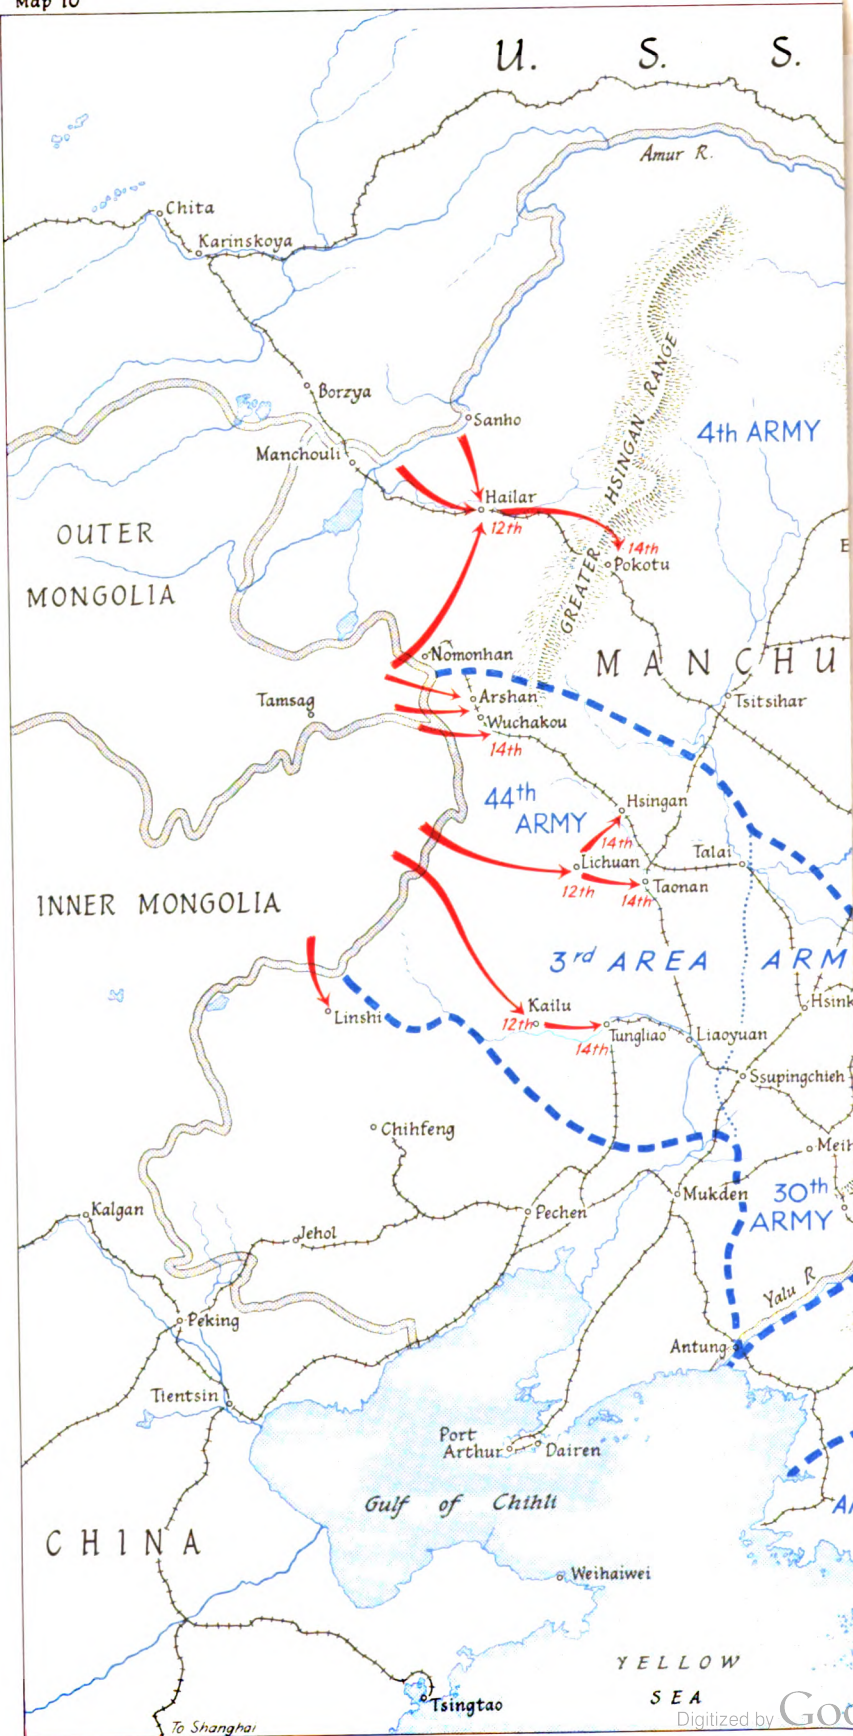 Map 10
U. S. S.
Amur R.
Chita
Karinskoya
Borzya
Sanho
Manchouli
4th ARMY
GREATER HSINGAN RANGE
Hailar
12th
OUTER
MONGOLIA
14th
Pokotu
E
Nomonhan
MANCHU
Tamsag
Arshan
Tsitsihar
Wuchakou
14th
44th
ARMY
Hsingan
14th
Lichuan
Talai
12th
14th
Taonan
INNER MONGOLIA
3rd AREA ARM
Linshi
Kailu
12th
14th
Tungliao
Liaoyuan
Hsink
Ssupingchieh
Chihfeng
Meih
Kalgan
Pechen
Mukden
30th
ARMY
Jehol
Yalu R
Peking
Antung
Tientsin
Port
Arthur
Dairen
Gulf of Chihli
A
CHINA
Weihaiwei
YELLOW
SEA
Tsingtao
To Shanghai
Digitized by Goo